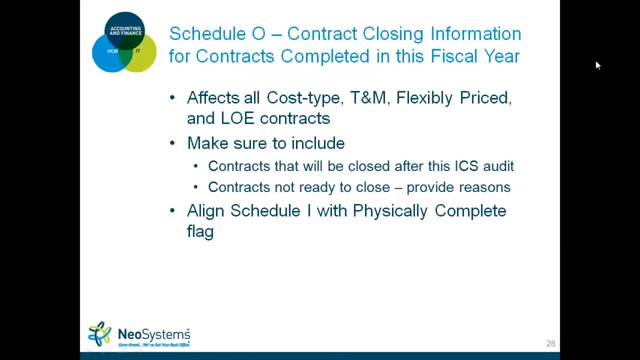 ACCOUNTING
AND FINANCE
HCM
IT
Schedule O – Contract Closing Information
for Contracts Completed in this Fiscal Year
• Affects all Cost-type, T&M, Flexibly Priced,
and LOE contracts
• Make sure to include
• Contracts that will be closed after this ICS audit
• Contracts not ready to close – provide reasons
• Align Schedule I with Physically Complete
flag
NeoSystems
Grow Ahead... We've Got Your Back Office.
28